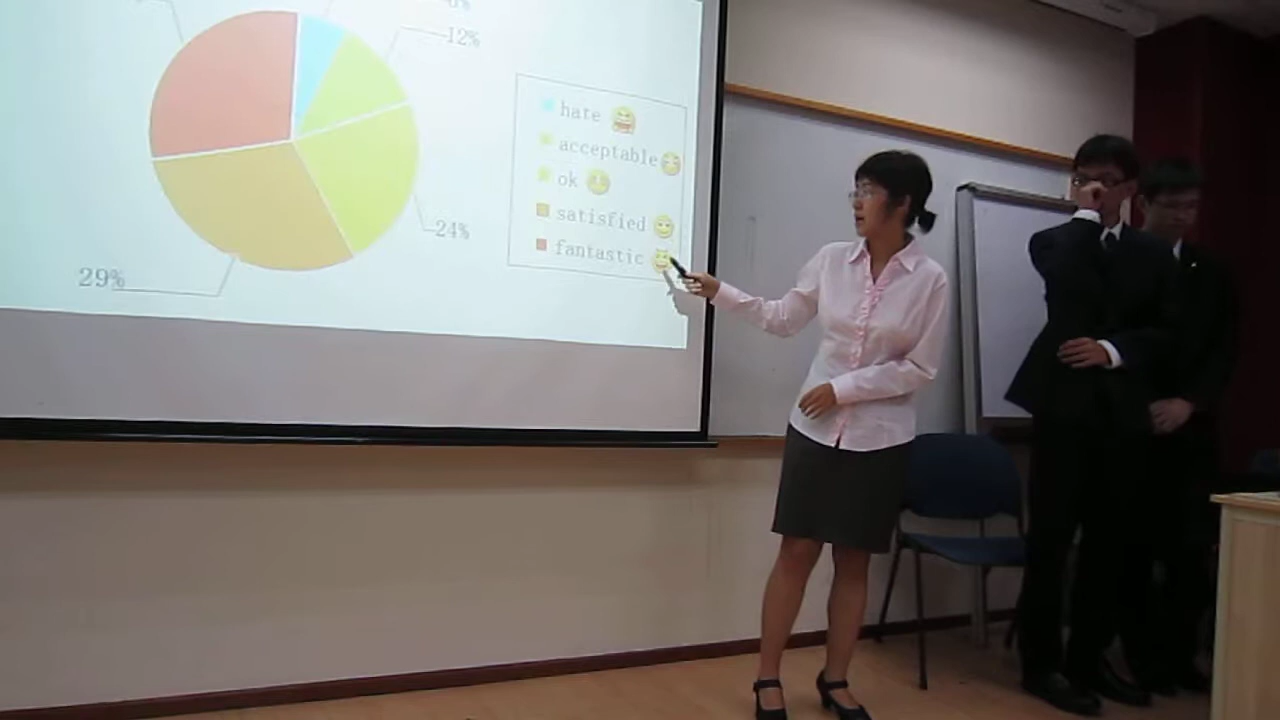 12%
hate
acceptable
ok
24%
satisfied
fantastic
29%